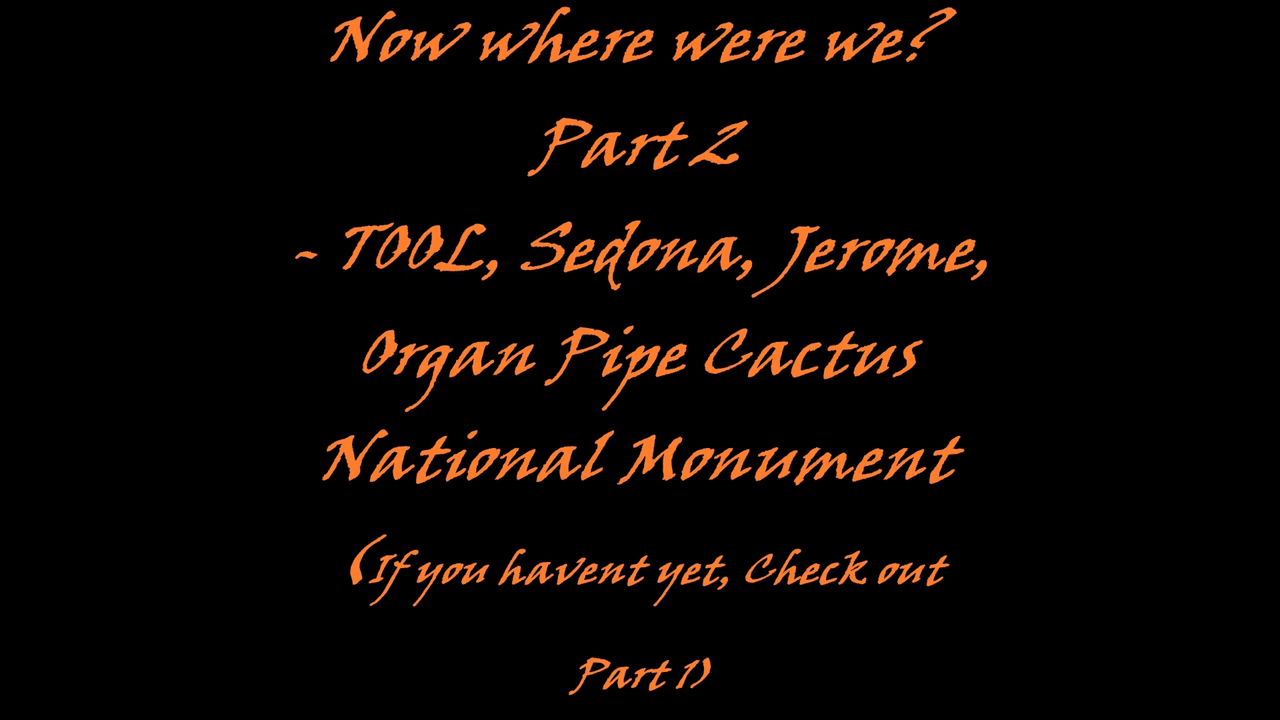 Now where were we?
Part 2
- TOOL, Sedona, Jerome,
Organ Pipe Cactus
National Monument
(If you havent yet, Check out
Part 1)